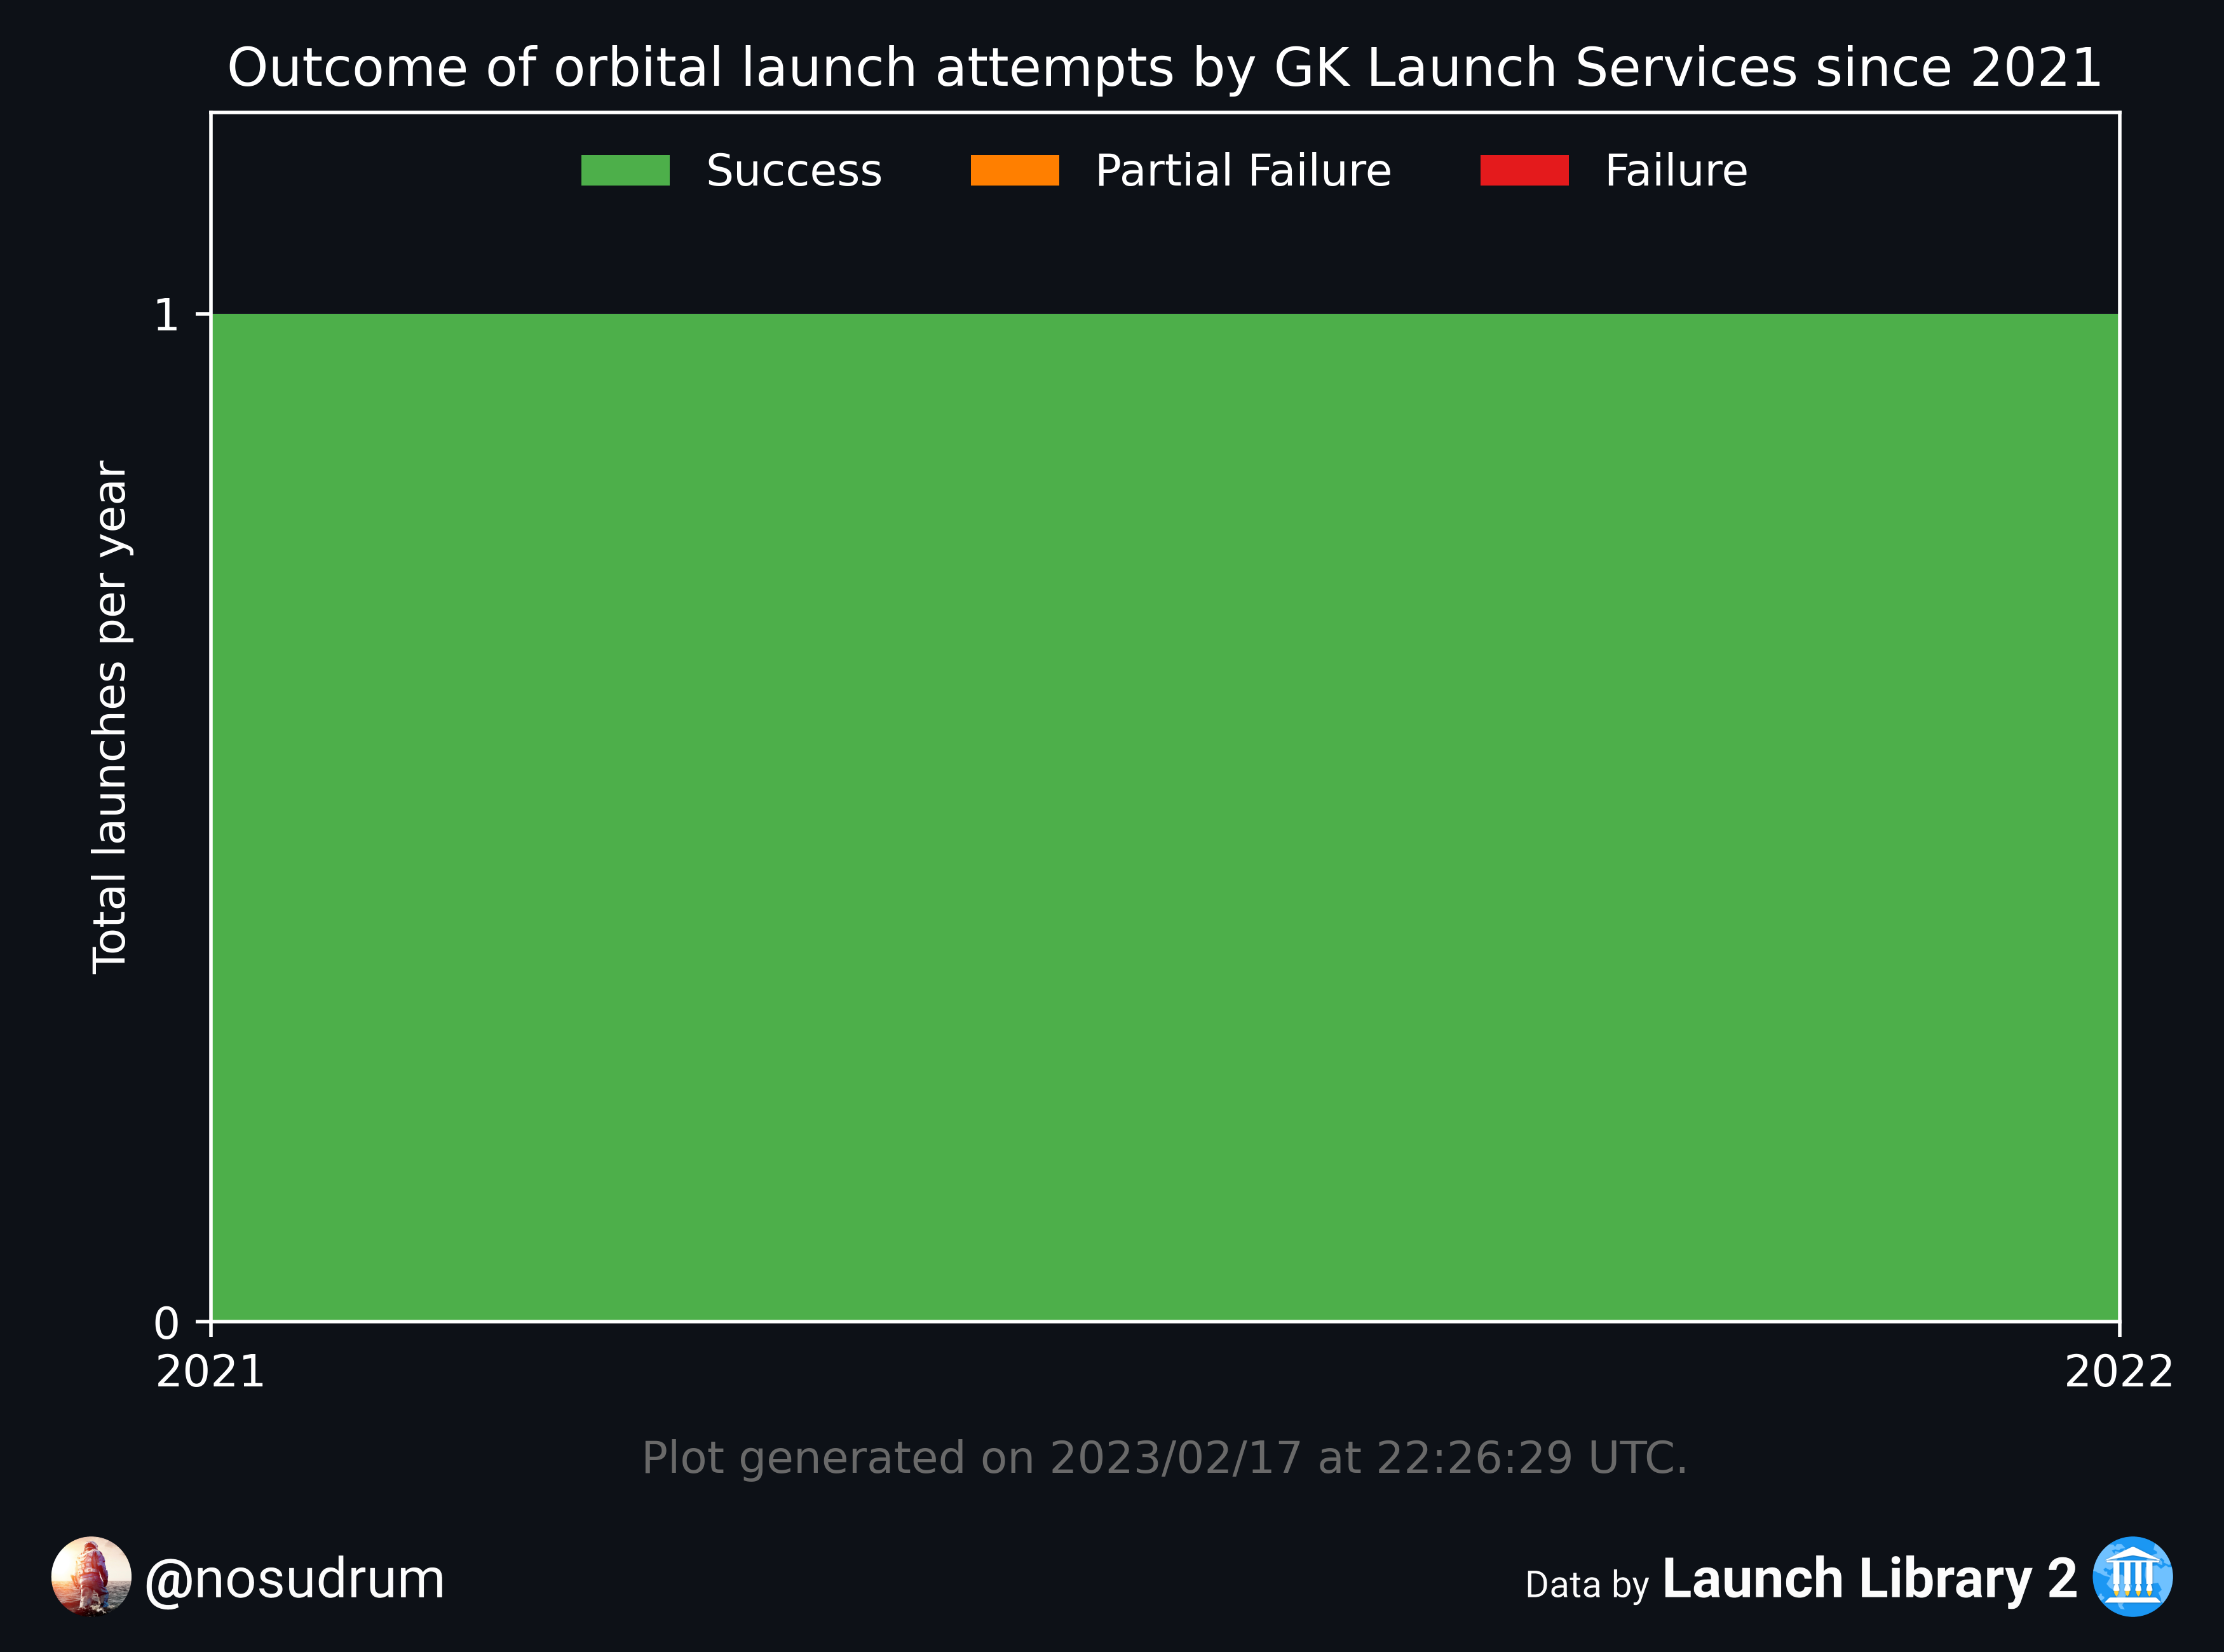 Outcome of orbital launch attempts by GK Launch Services since 2021
Success Partial Failure Failure
1
Total launches per year
0
2021 2022
Plot generated on 2023/02/17 at 22:26:29 UTC.
@nosudrum
Data by Launch Library 2